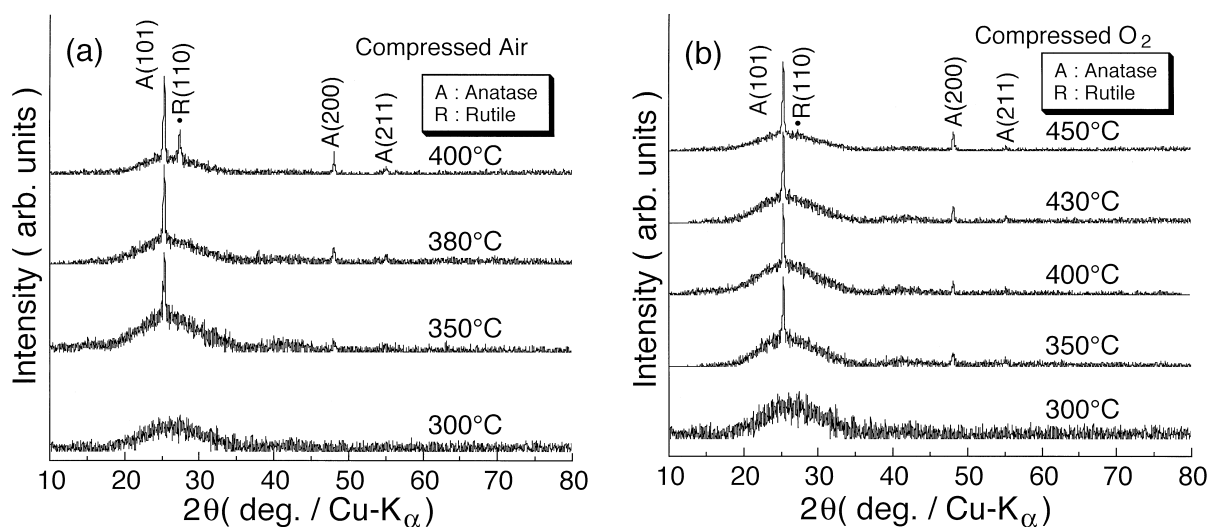 (a)
Compressed Air
A : Anatase
R : Rutile
A(101)
R(110)
A(200)
A(211)
400°C
380°C
350°C
300°C
Intensity ( arb. units)
10 20 30 40 50 60 70 80
2θ( deg. / Cu-Kα)
(b)
Compressed O2
A : Anatase
R : Rutile
A(101)
R(110)
A(200)
A(211)
450°C
430°C
400°C
350°C
300°C
Intensity ( arb. units)
10 20 30 40 50 60 70 80
2θ( deg. / Cu-Kα)